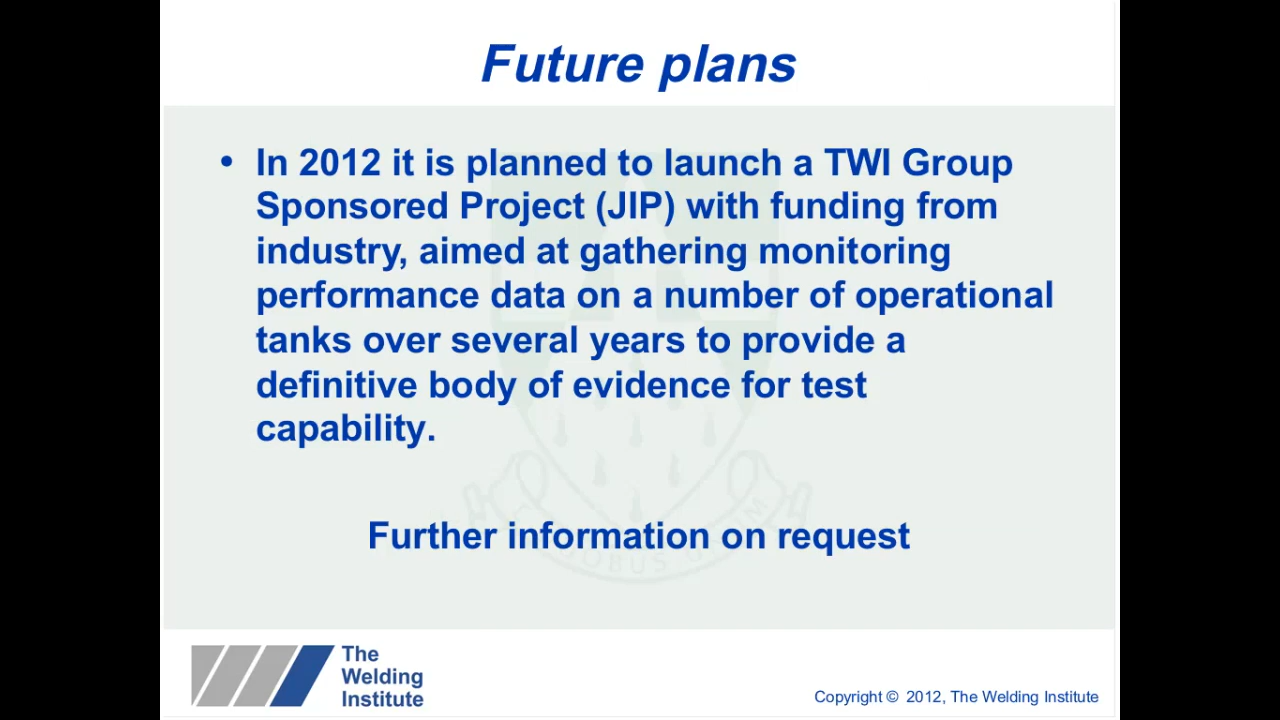 Future plans
• In 2012 it is planned to launch a TWI Group
Sponsored Project (JIP) with funding from
industry, aimed at gathering monitoring
performance data on a number of operational
tanks over several years to provide a
definitive body of evidence for test
capability.
Further information on request
The
Welding
Institute
Copyright © 2012, The Welding Institute